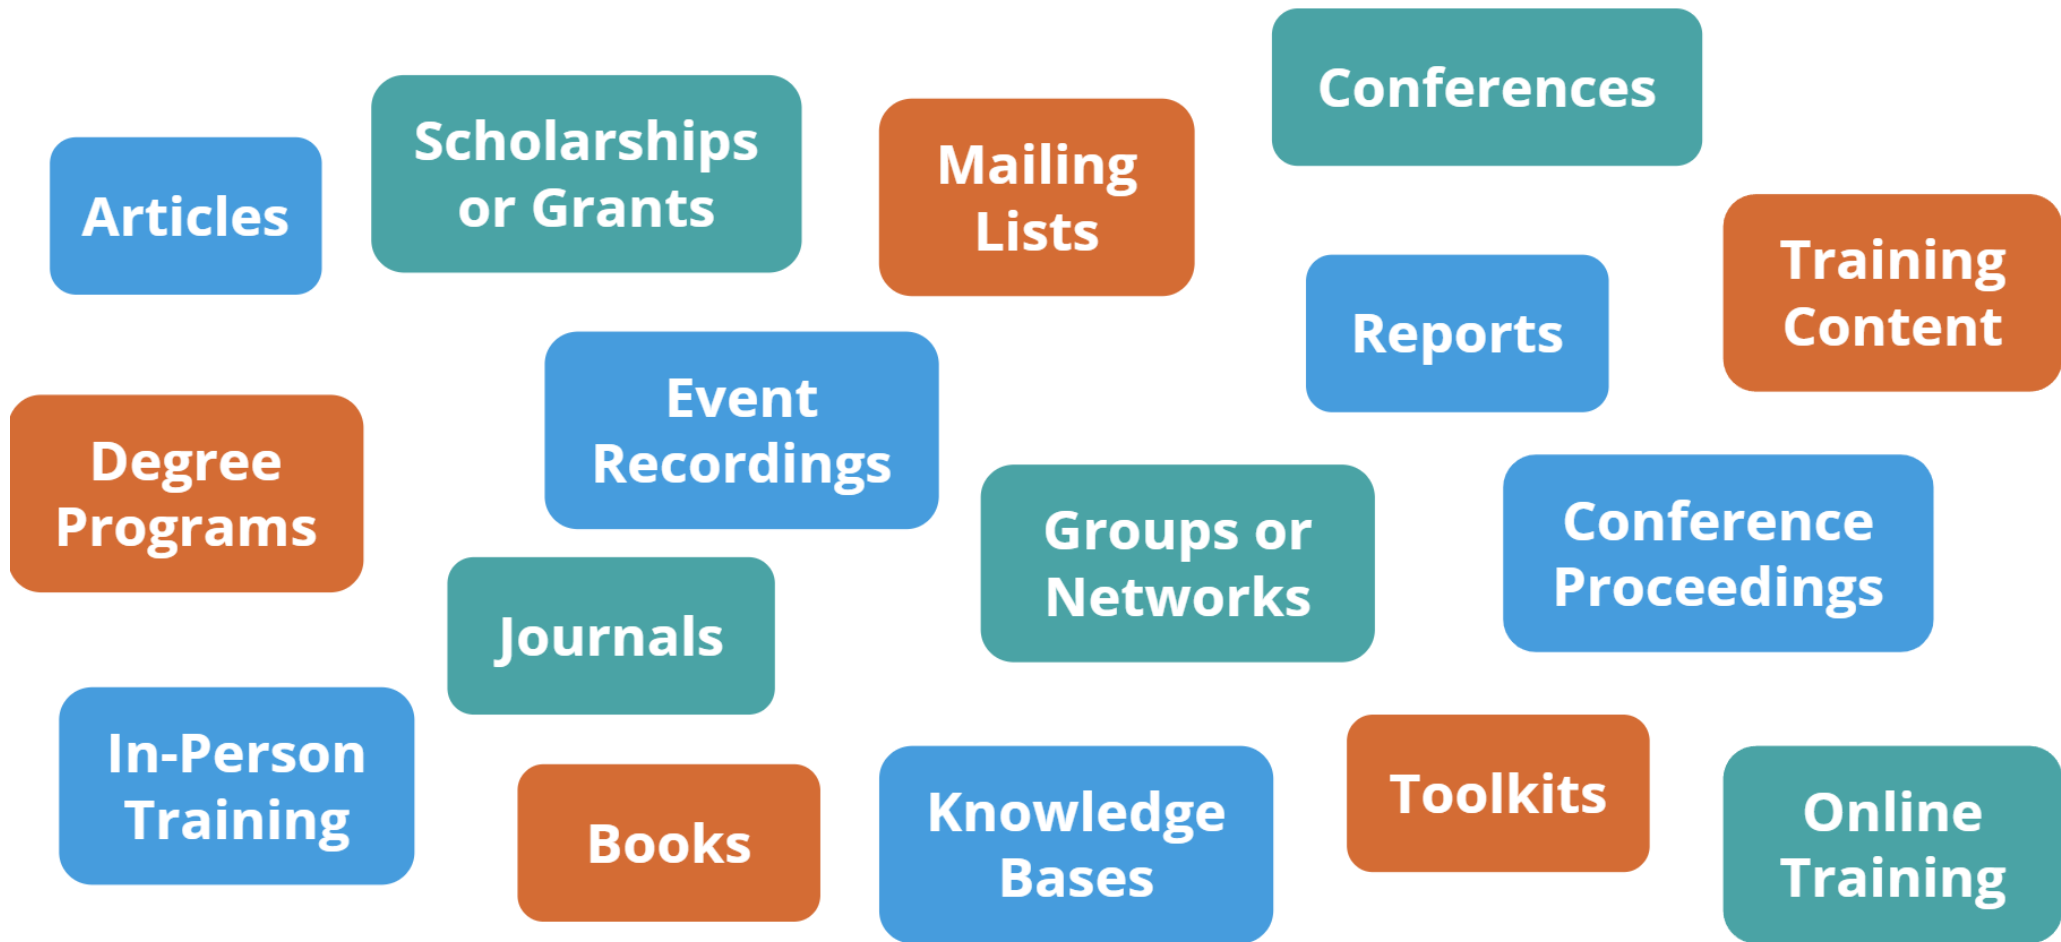 Conferences
Scholarships
or Grants
Mailing
Lists
Articles
Training
Content
Reports
Event
Recordings
Degree
Programs
Groups or
Networks
Conference
Proceedings
Journals
In-Person
Training
Books
Knowledge
Bases
Toolkits
Online
Training